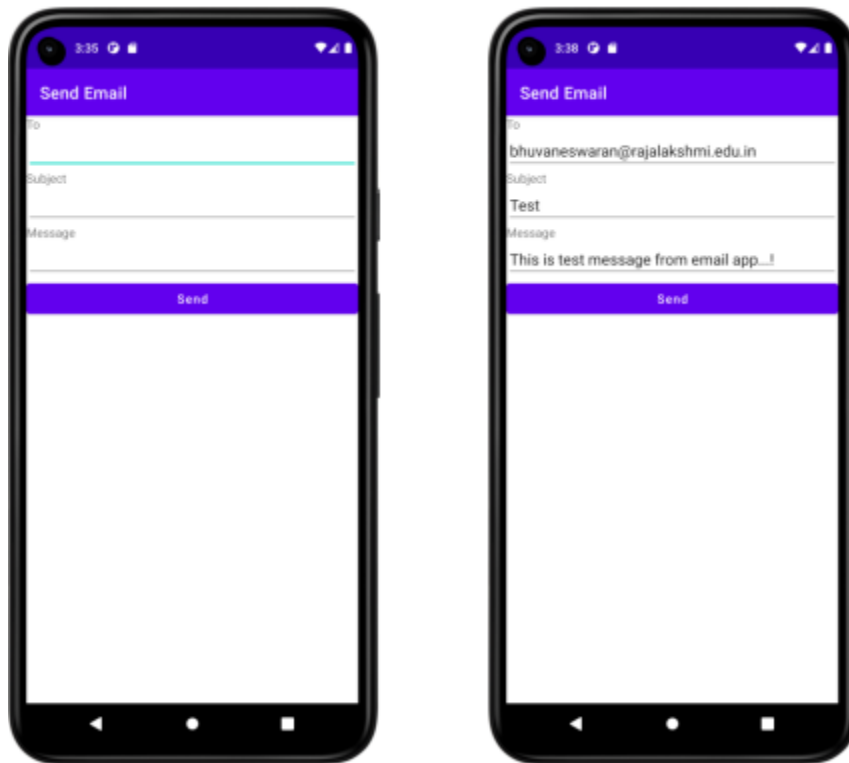 3:35
Send Email
To
Subject
Message
Send
3:38
Send Email
To
bhuvaneswaran@rajalakshmi.edu.in
Subject
Test
Message
This is test message from email app...!
Send